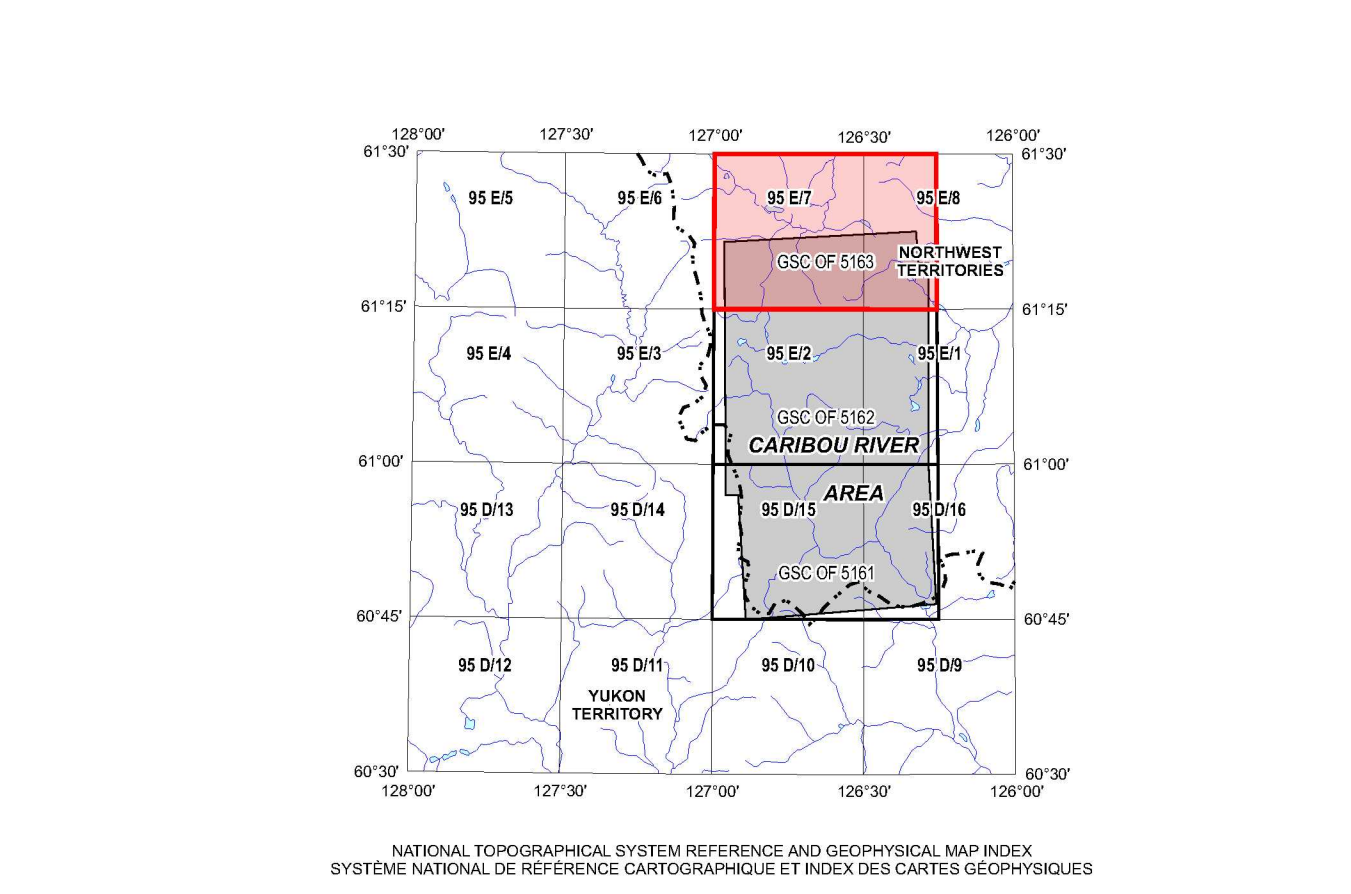 128°00' 127°30' 127°00' 126°30' 126°00'
61°30' 61°30'
95 E/5 95 E/6 95 E/7 95 E/8
GSC OF 5163
NORTHWEST
TERRITORIES
61°15' 61°15'
95 E/4 95 E/3 95 E/2 95 E/1
GSC OF 5162
CARIBOU RIVER
61°00' 61°00'
AREA
95 D/13 95 D/14 95 D/15 95 D/16
GSC OF 5161
60°45' 60°45'
95 D/12 95 D/11 95 D/10 95 D/9
YUKON
TERRITORY
60°30' 60°30'
128°00' 127°30' 127°00' 126°30' 126°00'
NATIONAL TOPOGRAPHICAL SYSTEM REFERENCE AND GEOPHYSICAL MAP INDEX
SYSTÈME NATIONAL DE RÉFÉRENCE CARTOGRAPHIQUE ET INDEX DES CARTES GÉOPHYSIQUES